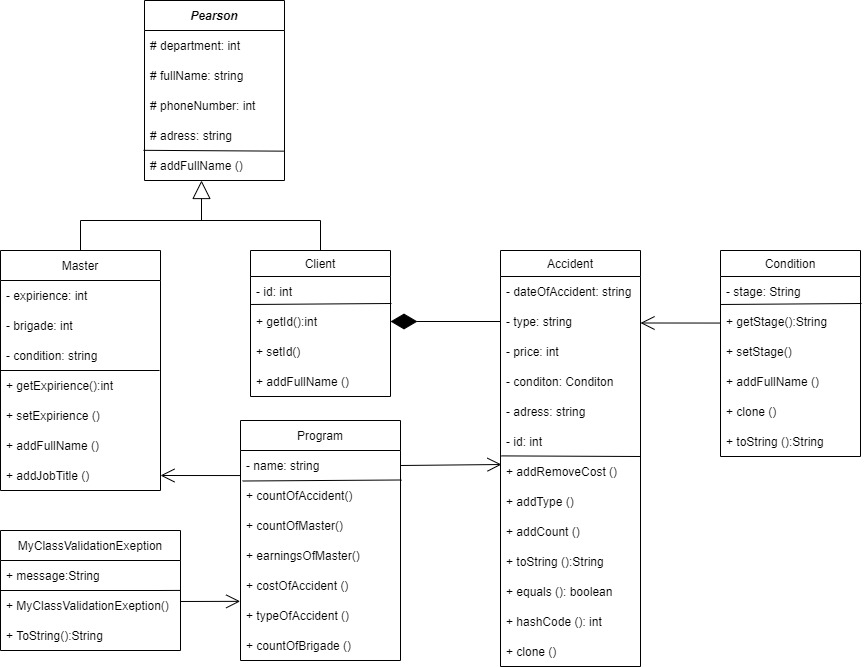 Pearson
# department: int
# fullName: string
# phoneNumber: int
# adress: string
# addFullName ()
Master
- expirience: int
- brigade: int
- condition: string
+ getExpirience():int
+ setExpirience ()
+ addFullName ()
+ addJobTitle ()
Client
- id: int
+ getId():int
+ setId()
+ addFullName ()
Accident
- dateOfAccident: string
- type: string
- price: int
- conditon: Conditon
- adress: string
- id: int
+ addRemoveCost ()
+ addType ()
+ addCount ()
+ toString ():String
+ equals (): boolean
+ hashCode (): int
+ clone ()
Condition
- stage: String
+ getStage():String
+ setStage()
+ addFullName ()
+ clone ()
+ toString ():String
Program
- name: string
+ countOfAccident()
+ countOfMaster()
+ earningsOfMaster()
+ costOfAccident ()
+ typeOfAccident ()
+ countOfBrigade ()
MyClassValidationExeption
+ message:String
+ MyClassValidationExeption()
+ ToString():String